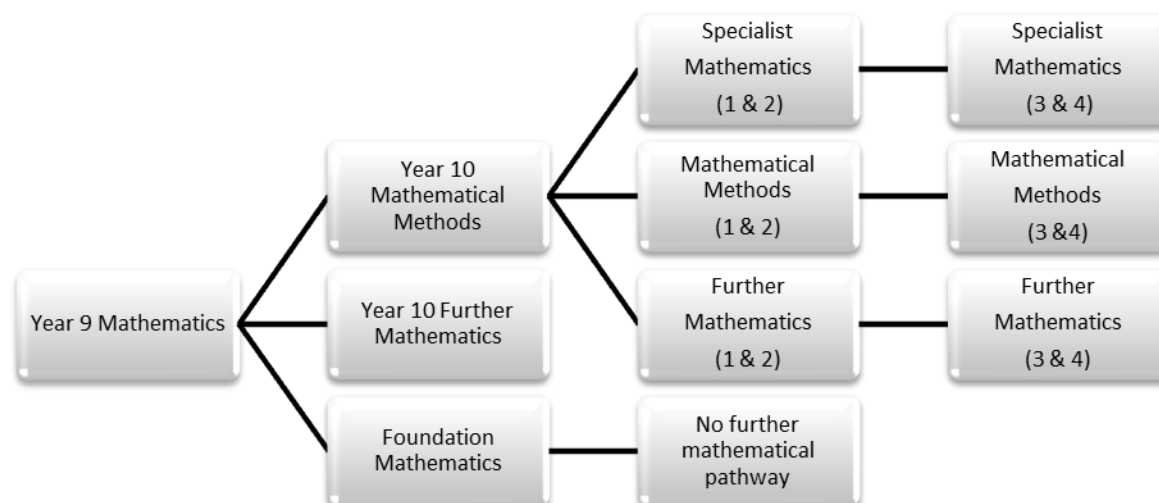 Year 9 Mathematics
Year 10
Mathematical
Methods
Year 10 Further
Mathematics
Foundation
Mathematics
Specialist
Mathematics
(1 & 2)
Mathematical
Methods
(1 & 2)
Further
Mathematics
(1 & 2)
No further
mathematical
pathway
Specialist
Mathematics
(3 & 4)
Mathematical
Methods
(3 &4)
Further
Mathematics
(3 & 4)